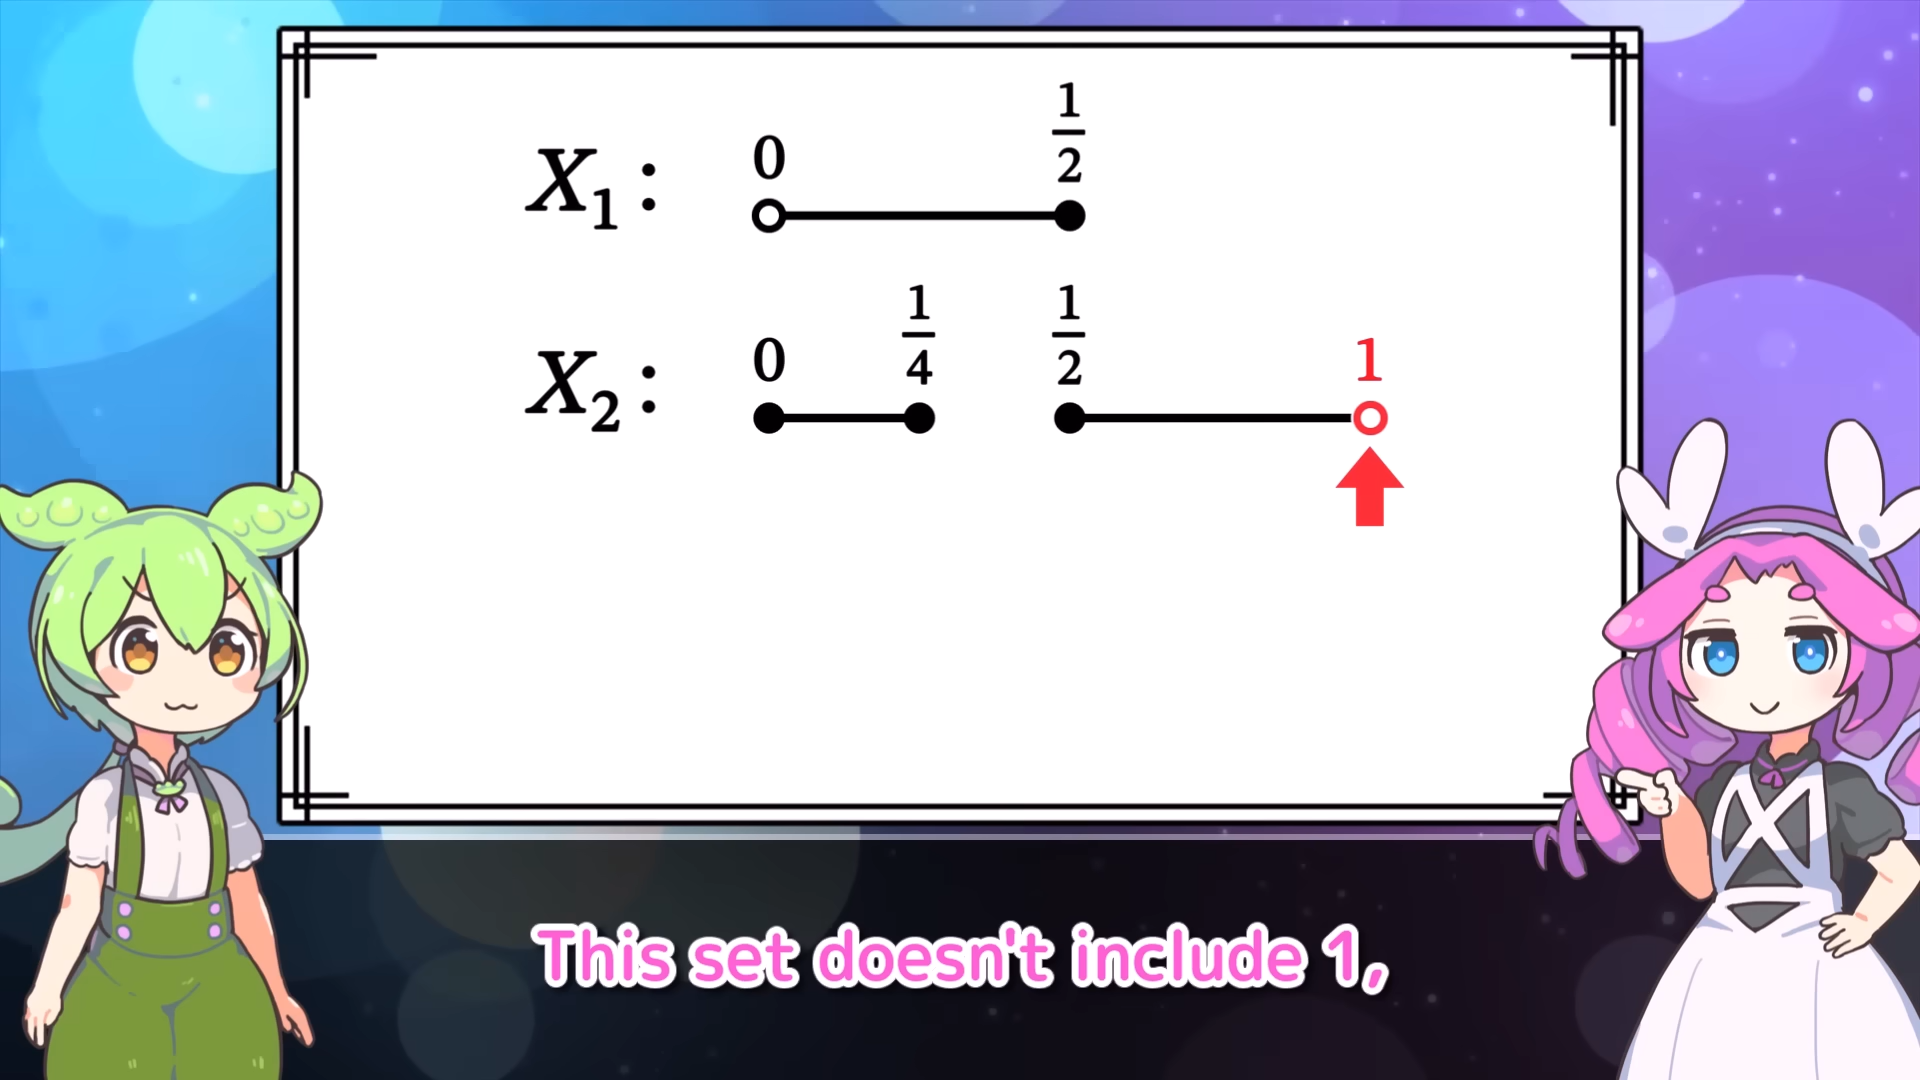 X₁ : 0 1/2
X₂ : 0 1/4 1/2 1
This set doesn't include 1,